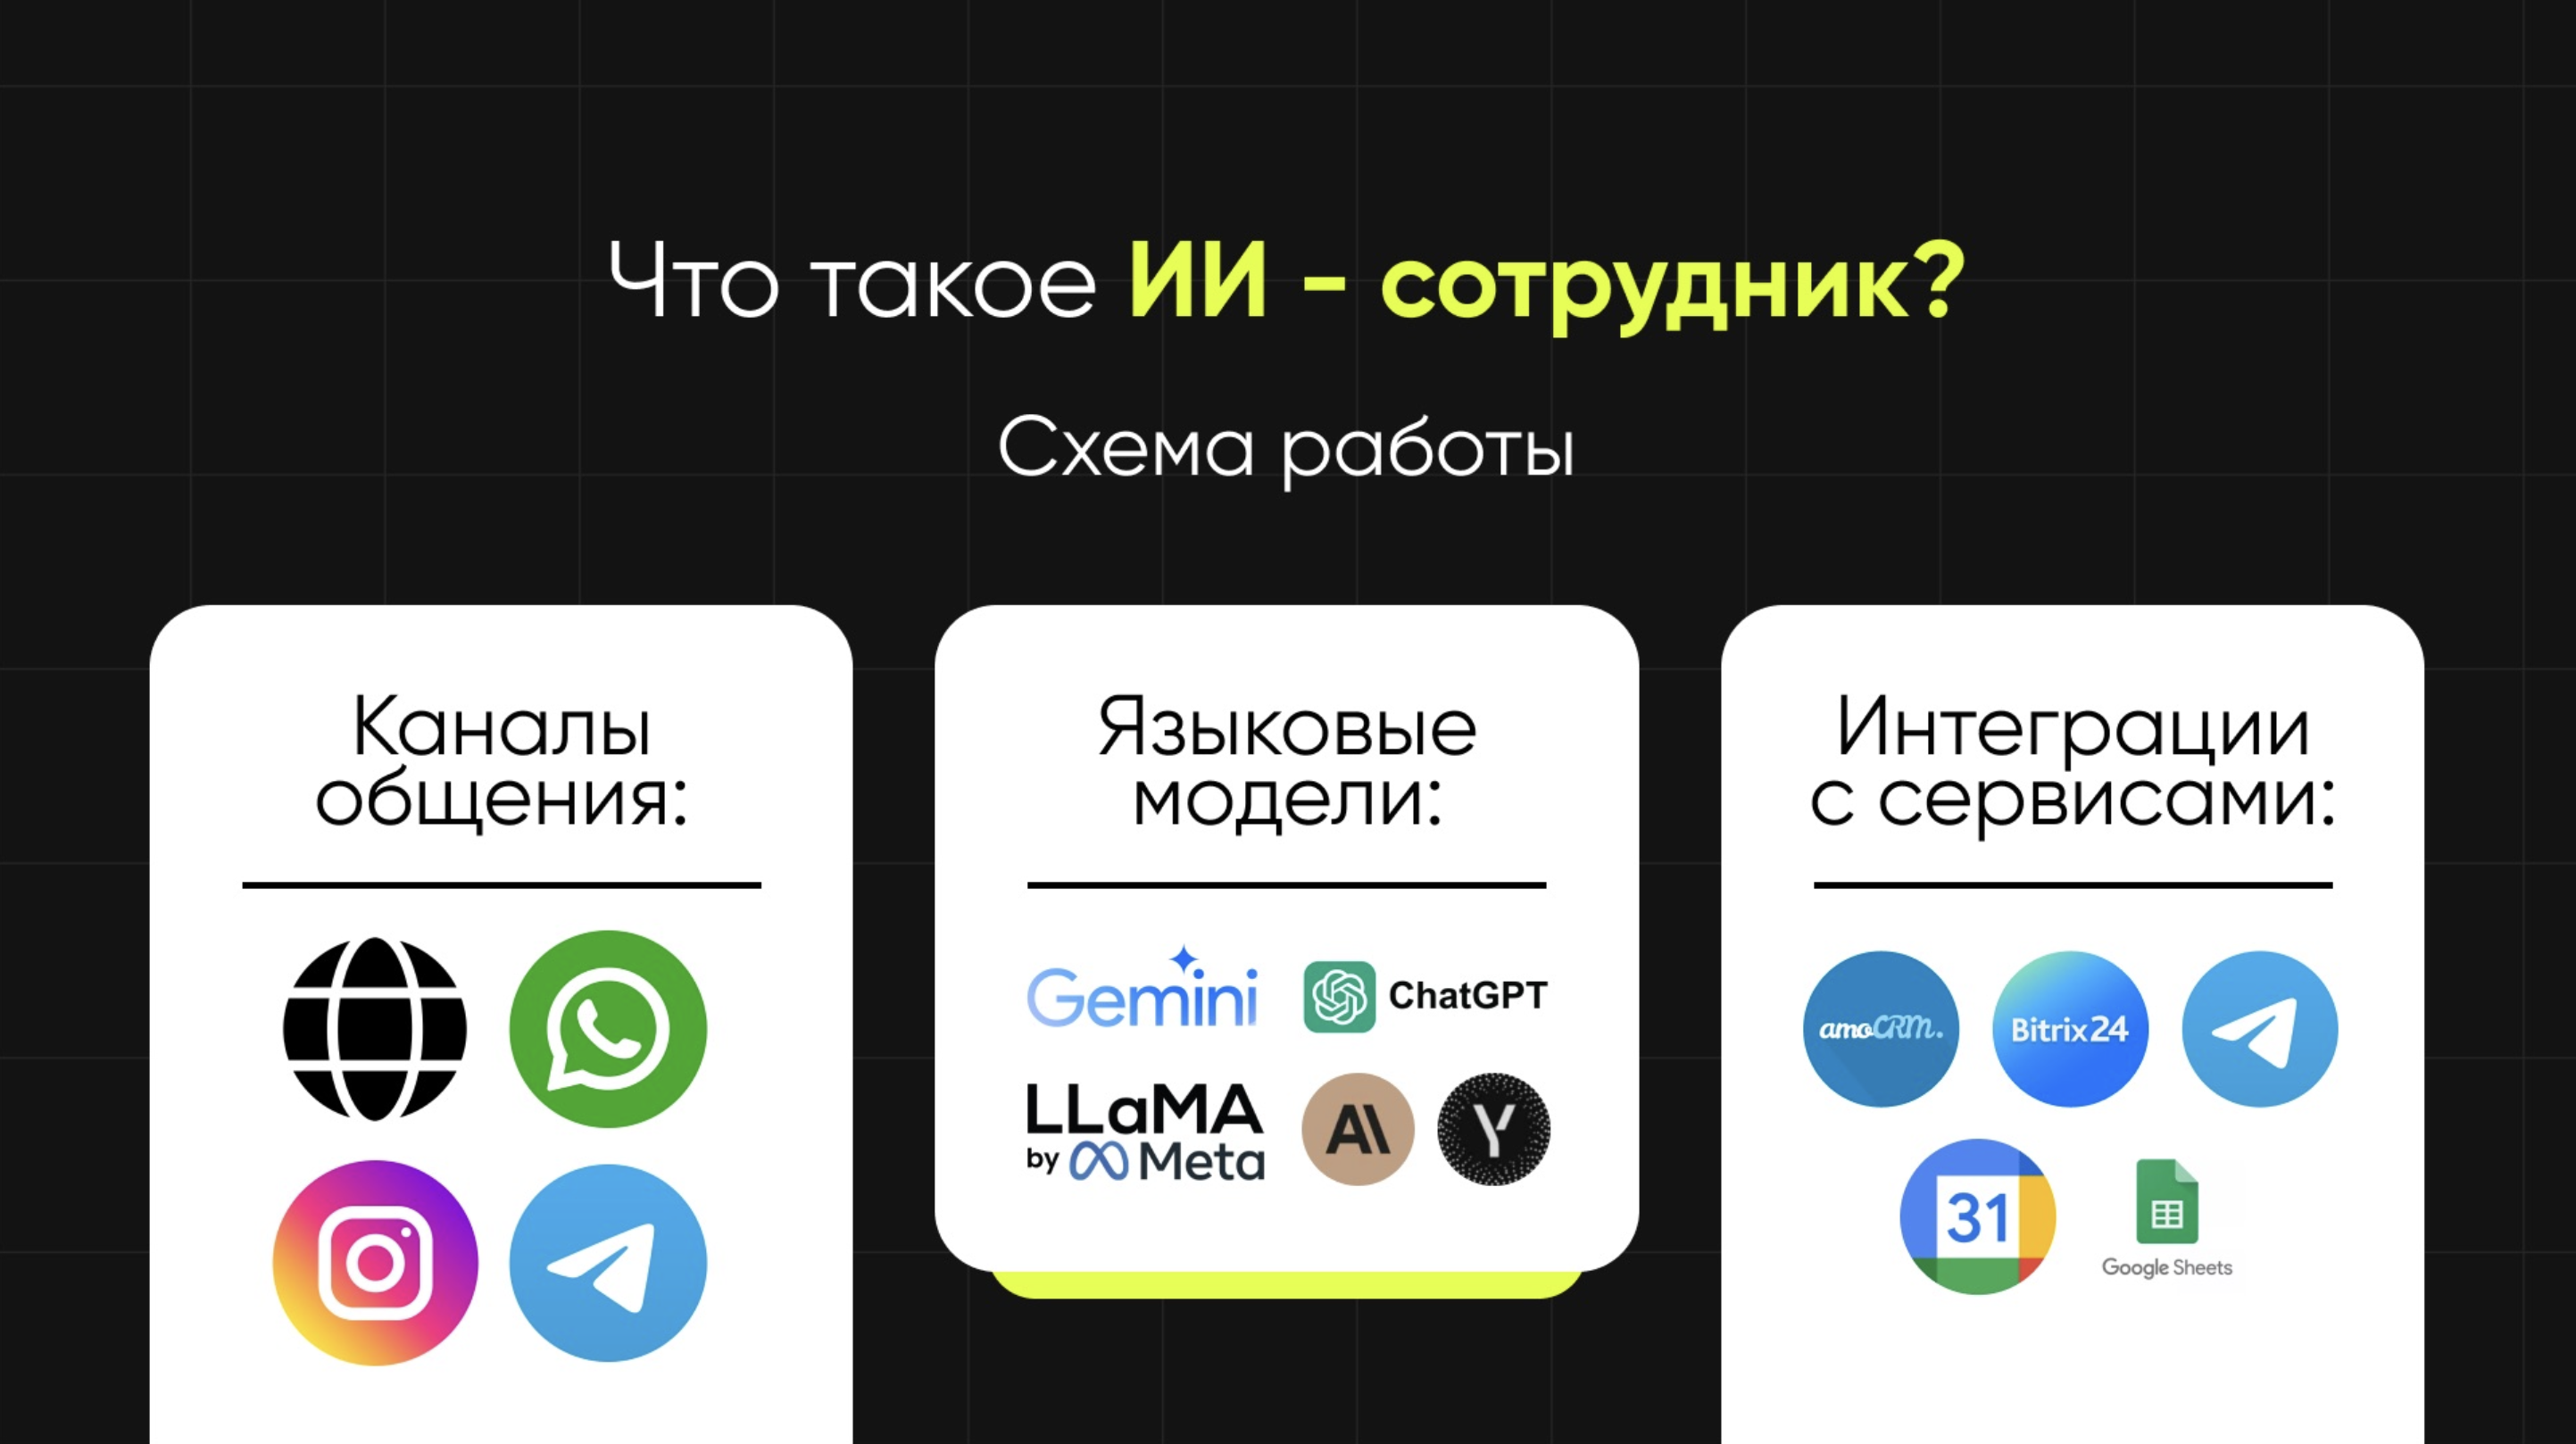 Что такое ИИ - сотрудник?
Схема работы
Каналы
общения:
Языковые
модели:
Gemini
ChatGPT
LLaMA
by Meta
AI
Y
Интеграции
с сервисами:
amoCRM.
Bitrix24
31
Google Sheets